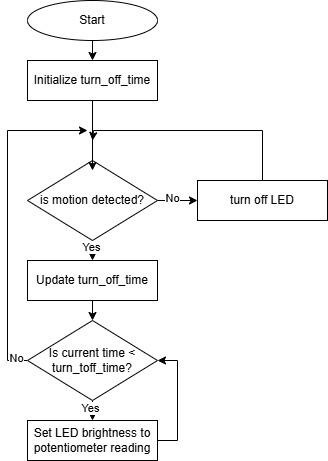 Start
Initialize turn_off_time
is motion detected?
No
turn off LED
Yes
Update turn_off_time
Is current time <
turn_toff_time?
No
Yes
Set LED brightness to
potentiometer reading